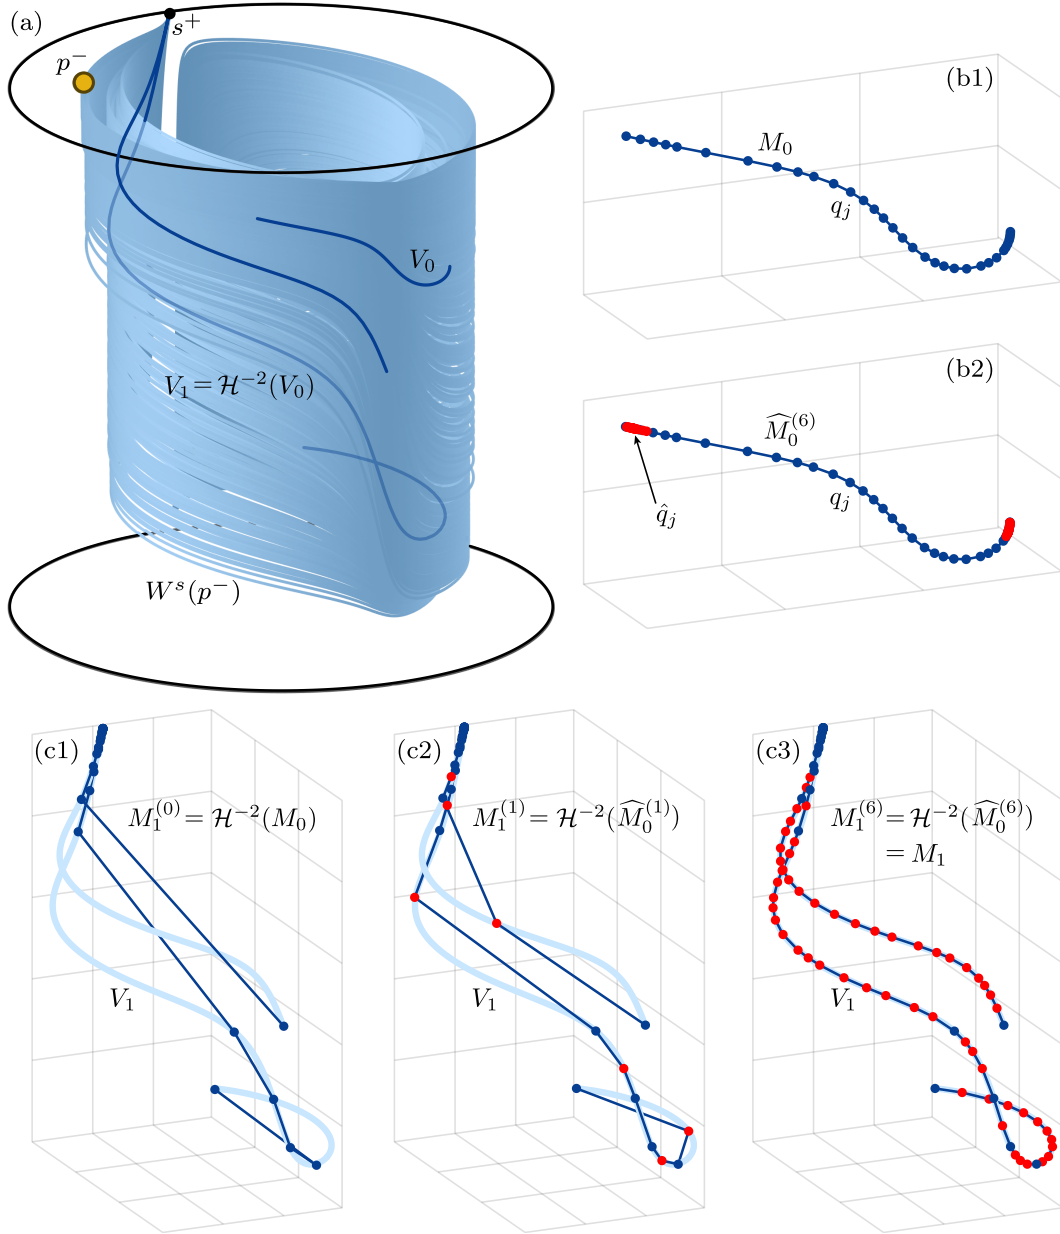 (a)
s⁺
p⁻
V₀
V₁ = ℋ⁻²(V₀)
Wˢ(p⁻)
(b1)
M₀
qⱼ
(b2)
M̂₀⁽⁶⁾
qⱼ
q̂ⱼ
(c1)
M₁⁽⁰⁾ = ℋ⁻²(M₀)
V₁
(c2)
M₁⁽¹⁾ = ℋ⁻²(M̂₀⁽¹⁾)
V₁
(c3)
M₁⁽⁶⁾ = ℋ⁻²(M̂₀⁽⁶⁾)
= M₁
V₁